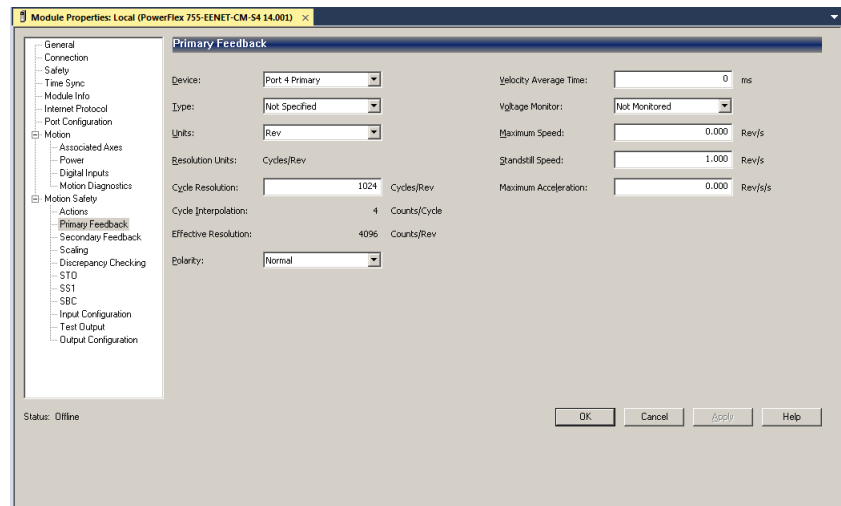 Module Properties: Local (PowerFlex 755-EENET-CM-S4 14.001) ×
General
Connection
Safety
Time Sync
Module Info
Internet Protocol
Port Configuration
Motion
Associated Axes
Power
Digital Inputs
Motion Diagnostics
Motion Safety
Actions
Primary Feedback
Secondary Feedback
Scaling
Discrepancy Checking
STO
SS1
SBC
Input Configuration
Test Output
Output Configuration
Primary Feedback
Device: Port 4 Primary
Type: Not Specified
Units: Rev
Resolution Units: Cycles/Rev
Cycle Resolution: 1024 Cycles/Rev
Cycle Interpolation: 4 Counts/Cycle
Effective Resolution: 4096 Counts/Rev
Polarity: Normal
Velocity Average Time: 0 ms
Voltage Monitor: Not Monitored
Maximum Speed: 0.000 Rev/s
Standstill Speed: 1.000 Rev/s
Maximum Acceleration: 0.000 Rev/s/s
Status: Offline
OK Cancel Apply Help